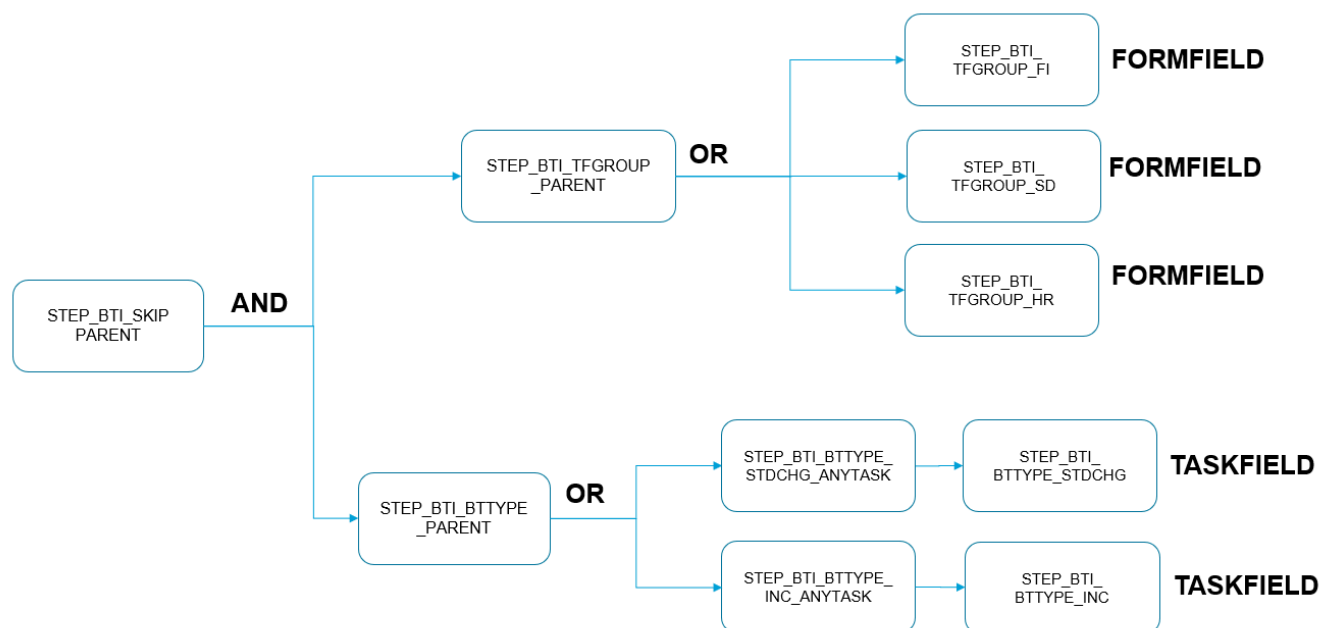 STEP_BTI_
TFGROUP_FI
FORMFIELD
STEP_BTI_TFGROUP
_PARENT
OR
STEP_BTI_
TFGROUP_SD
FORMFIELD
STEP_BTI_
TFGROUP_HR
FORMFIELD
STEP_BTI_SKIP
PARENT
AND
STEP_BTI_BTTYPE
_PARENT
OR
STEP_BTI_BTTYPE_
STDCHG_ANYTASK
STEP_BTI_
BTTYPE_STDCHG
TASKFIELD
STEP_BTI_BTTYPE_
INC_ANYTASK
STEP_BTI_
BTTYPE_INC
TASKFIELD